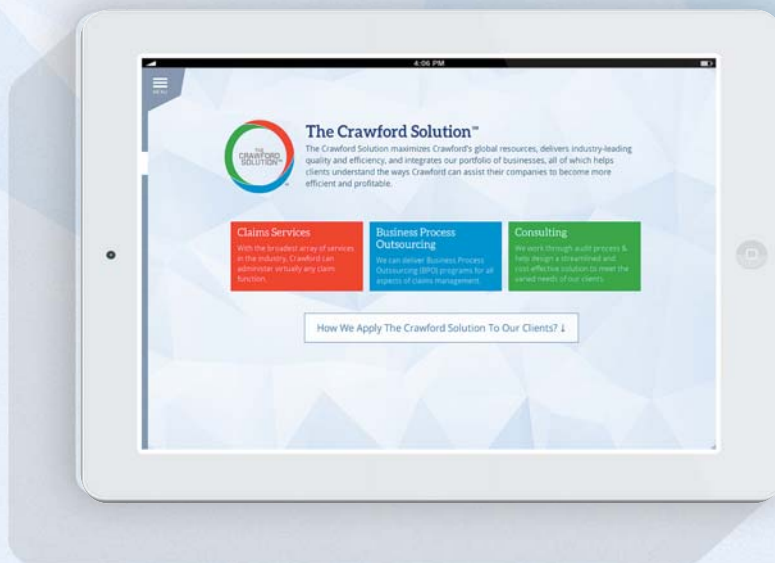 4:06 PM
MENU
THE
CRAWFORD
SOLUTION™
The Crawford Solution™
The Crawford Solution maximizes Crawford's global resources, delivers industry-leading
quality and efficiency, and integrates our portfolio of businesses, all of which helps
clients understand the ways Crawford can assist their companies to become more
efficient and profitable.
Claims Services
With the broadest array of services
in the industry, Crawford can
administer virtually any claim
function.
Business Process
Outsourcing
We can deliver Business Process
Outsourcing (BPO) programs for all
aspects of claims management.
Consulting
We work through audit process &
help design a streamlined and
cost-effective solution to meet the
varied needs of our clients.
How We Apply The Crawford Solution To Our Clients? ↓